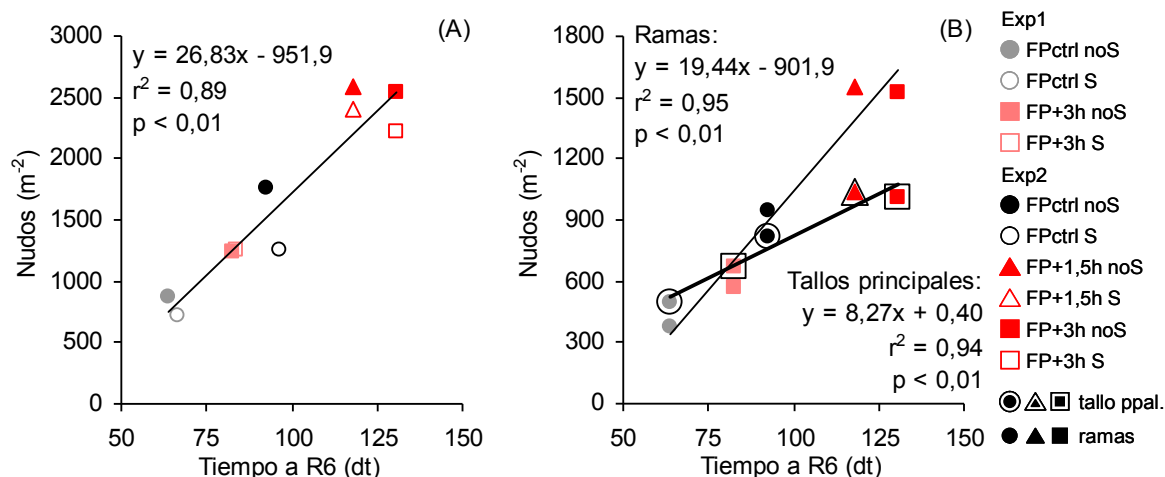 (A)
y = 26,83x - 951,9
r² = 0,89
p < 0,01
3000
2500
2000
1500
1000
500
0
Nudos (m⁻²)
50 75 100 125 150
Tiempo a R6 (dt)
(B)
Ramas:
y = 19,44x - 901,9
r² = 0,95
p < 0,01
Tallos principales:
y = 8,27x + 0,40
r² = 0,94
p < 0,01
1800
1500
1200
900
600
300
0
Nudos (m⁻²)
50 75 100 125 150
Tiempo a R6 (dt)
Exp1
FPctrl noS
FPctrl S
FP+3h noS
FP+3h S
Exp2
FPctrl noS
FPctrl S
FP+1,5h noS
FP+1,5h S
FP+3h noS
FP+3h S
tallo ppal.
ramas